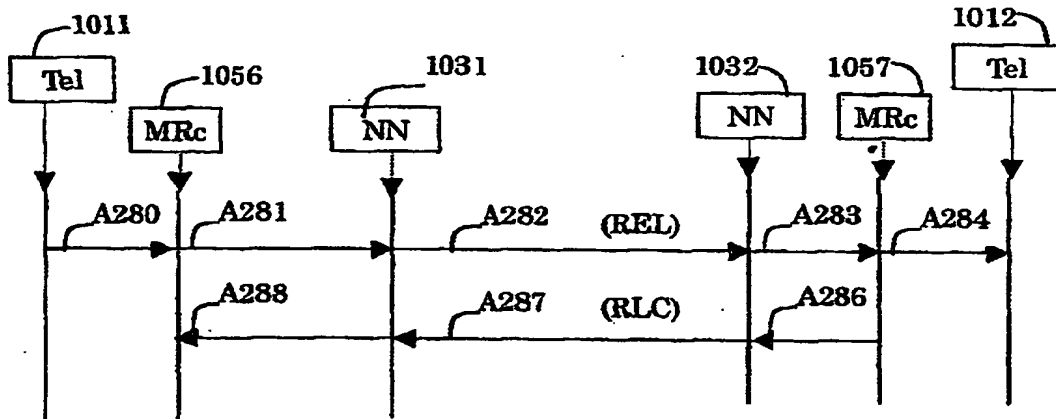 1011
1056
1031
1032
1057
1012
Tel
MRc
NN
NN
MRc
Tel
A280
A281
A282
(REL)
A283
A284
A288
A287
(RLC)
A286